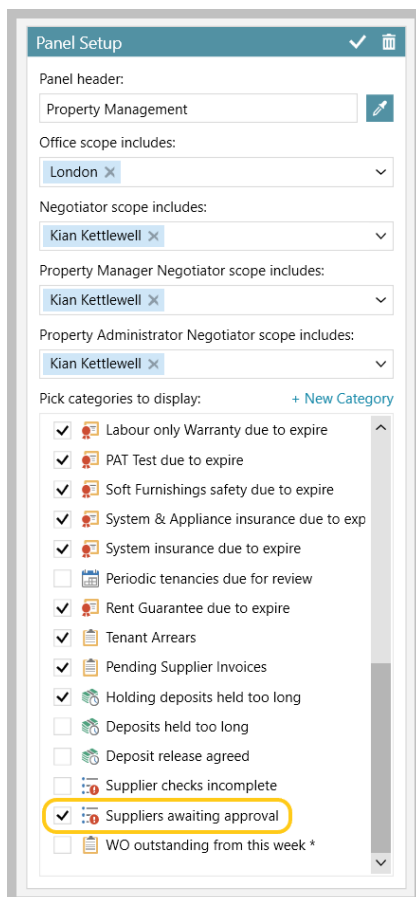 Panel Setup
Panel header:
Property Management
Office scope includes:
London
Negotiator scope includes:
Kian Kettlewell
Property Manager Negotiator scope includes:
Kian Kettlewell
Property Administrator Negotiator scope includes:
Kian Kettlewell
Pick categories to display: + New Category
Labour only Warranty due to expire
PAT Test due to expire
Soft Furnishings safety due to expire
System & Appliance insurance due to exp
System insurance due to expire
Periodic tenancies due for review
Rent Guarantee due to expire
Tenant Arrears
Pending Supplier Invoices
Holding deposits held too long
Deposits held too long
Deposit release agreed
Supplier checks incomplete
Suppliers awaiting approval
WO outstanding from this week *